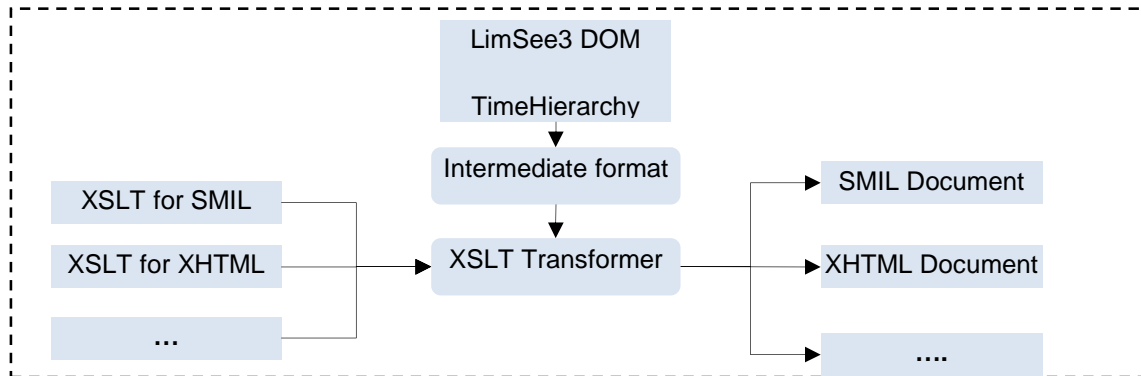 LimSee3 DOM
TimeHierarchy
Intermediate format
XSLT for SMIL
SMIL Document
XSLT for XHTML
XSLT Transformer
XHTML Document
...
....